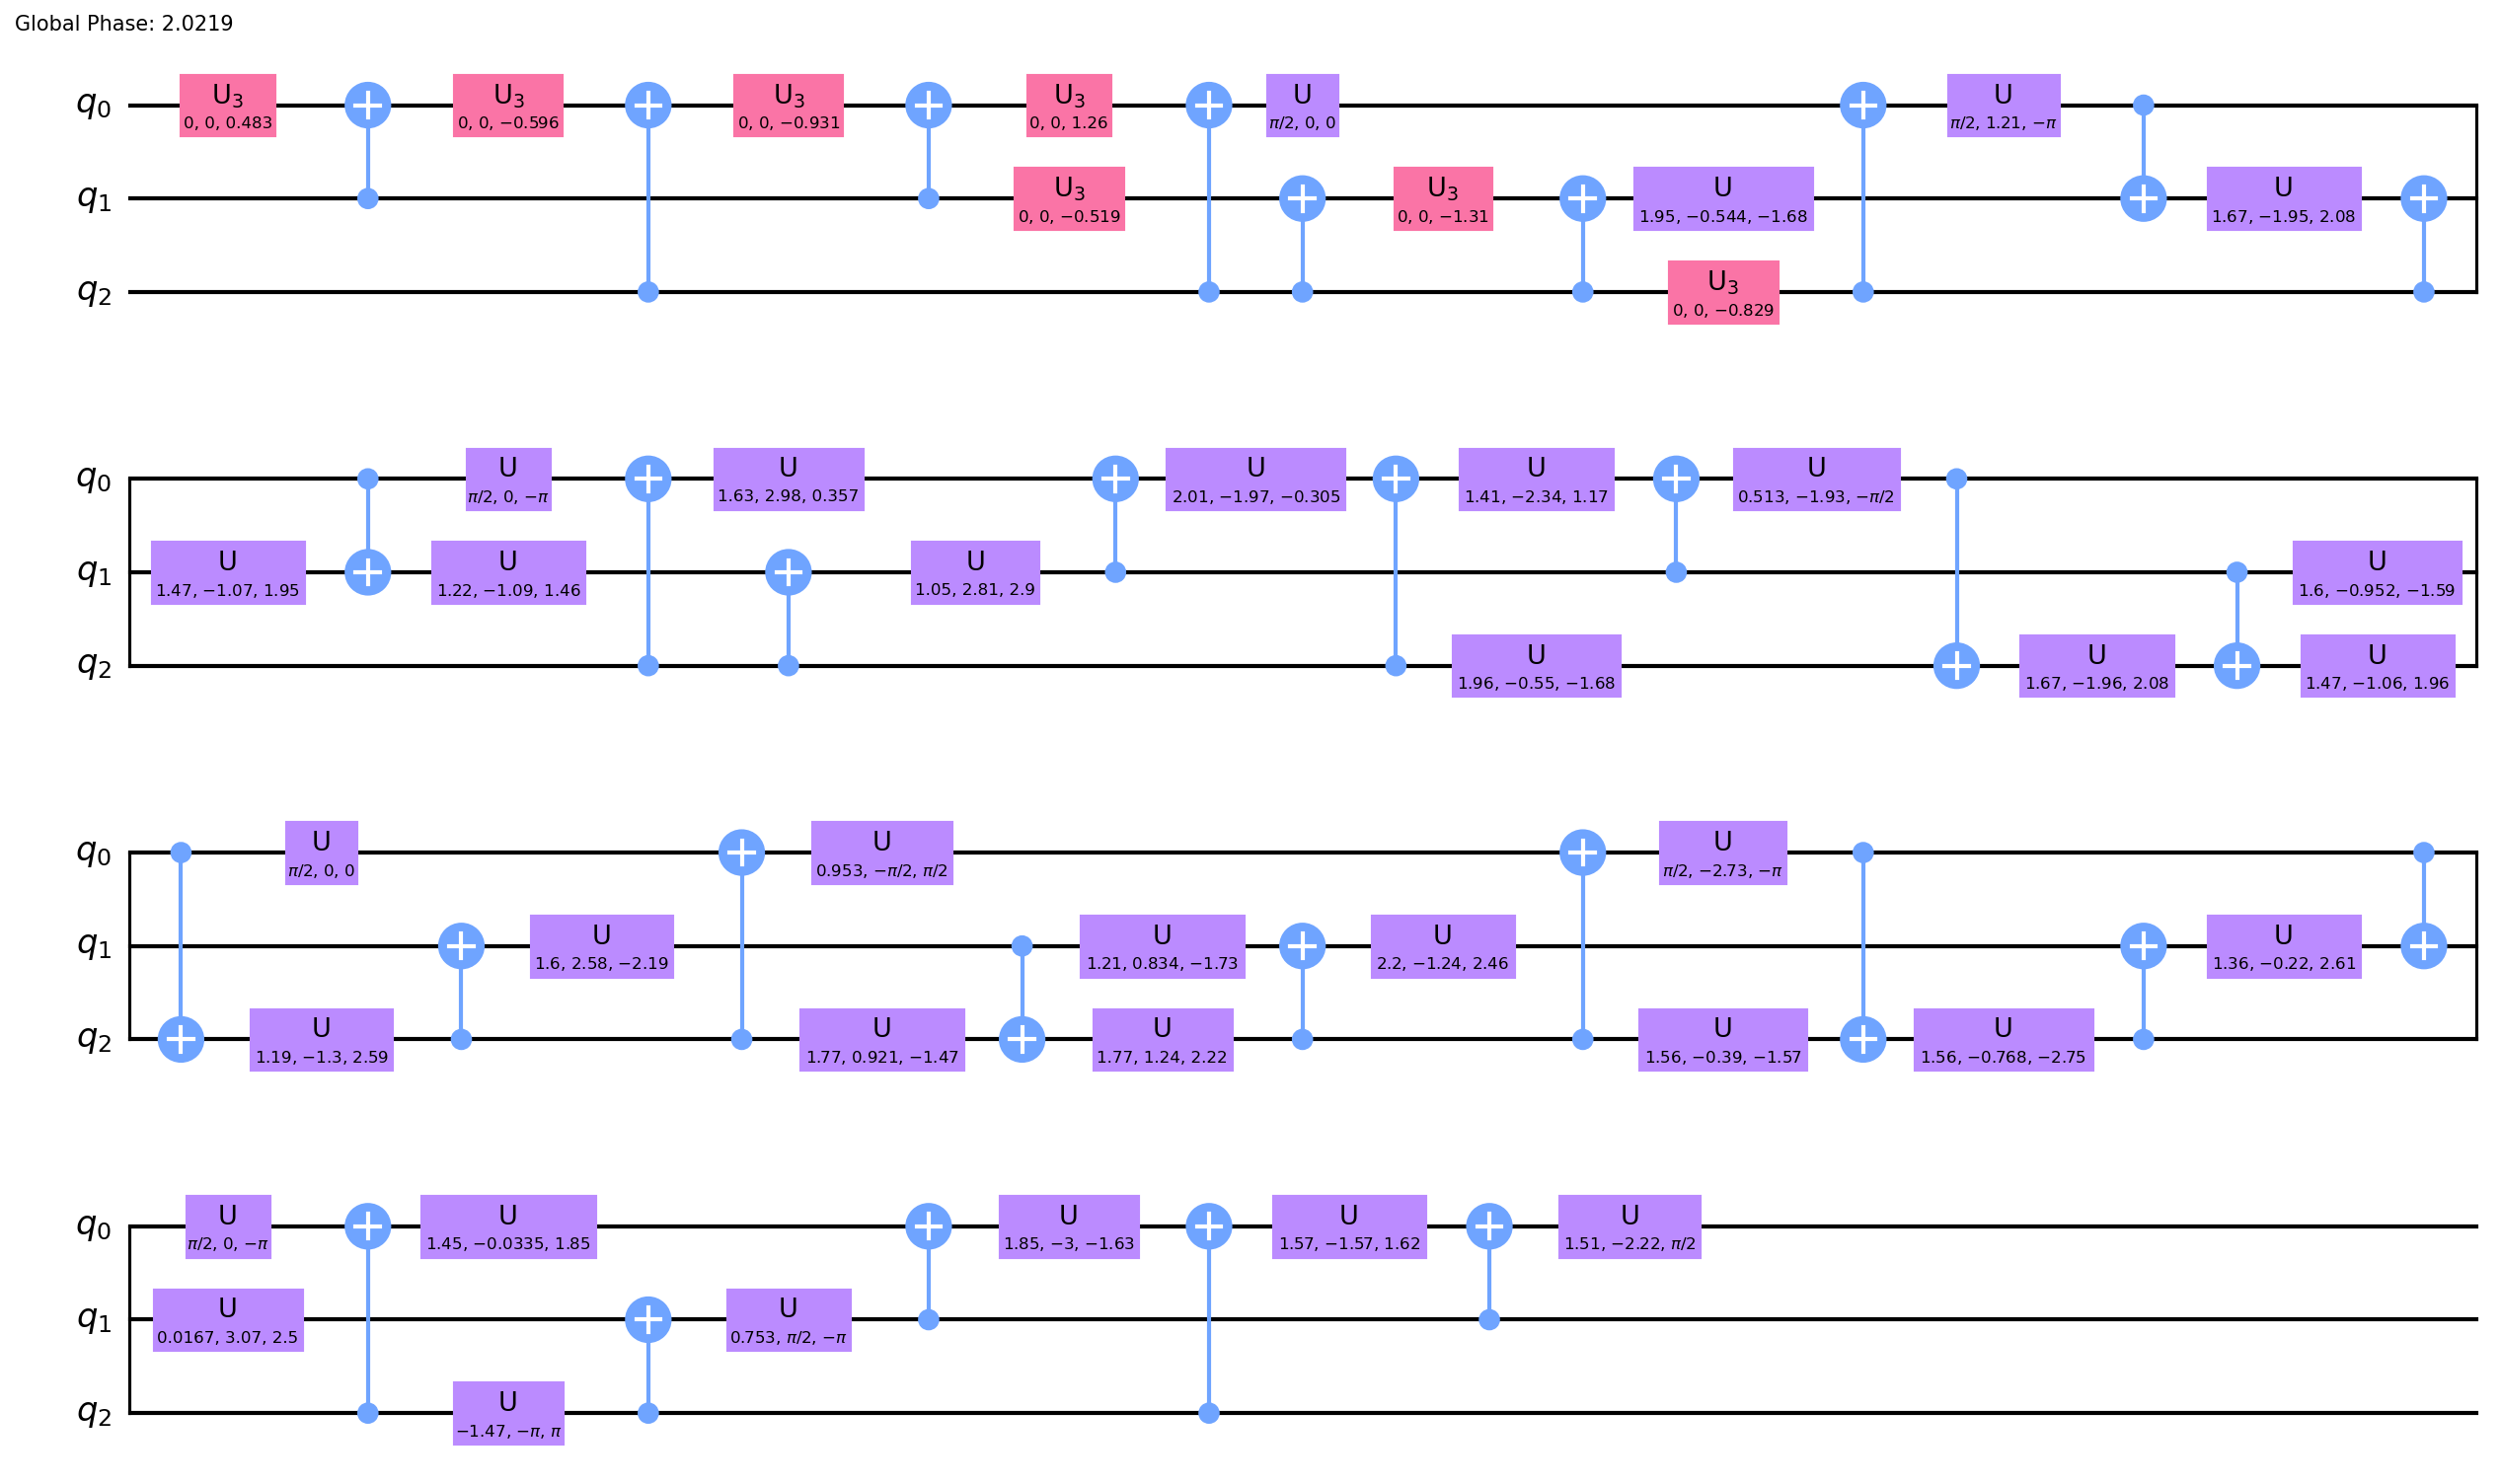 Global Phase: 2.0219
q0 U3 U3 U3 U3 U U
0, 0, 0.483 0, 0, −0.596 0, 0, −0.931 0, 0, 1.26 π/2, 0, 0 π/2, 1.21, −π
q1 U3 U3 U U
0, 0, −0.519 0, 0, −1.31 1.95, −0.544, −1.68 1.67, −1.95, 2.08
q2 U3
0, 0, −0.829
q0 U U U U U
π/2, 0, −π 1.63, 2.98, 0.357 2.01, −1.97, −0.305 1.41, −2.34, 1.17 0.513, −1.93, −π/2
q1 U U U U
1.47, −1.07, 1.95 1.22, −1.09, 1.46 1.05, 2.81, 2.9 1.6, −0.952, −1.59
q2 U U U
1.96, −0.55, −1.68 1.67, −1.96, 2.08 1.47, −1.06, 1.96
q0 U U U
π/2, 0, 0 0.953, −π/2, π/2 π/2, −2.73, −π
q1 U U U U
1.6, 2.58, −2.19 1.21, 0.834, −1.73 2.2, −1.24, 2.46 1.36, −0.22, 2.61
q2 U U U U U
1.19, −1.3, 2.59 1.77, 0.921, −1.47 1.77, 1.24, 2.22 1.56, −0.39, −1.57 1.56, −0.768, −2.75
q0 U U U U U
π/2, 0, −π 1.45, −0.0335, 1.85 1.85, −3, −1.63 1.57, −1.57, 1.62 1.51, −2.22, π/2
q1 U U
0.0167, 3.07, 2.5 0.753, π/2, −π
q2 U
−1.47, −π, π